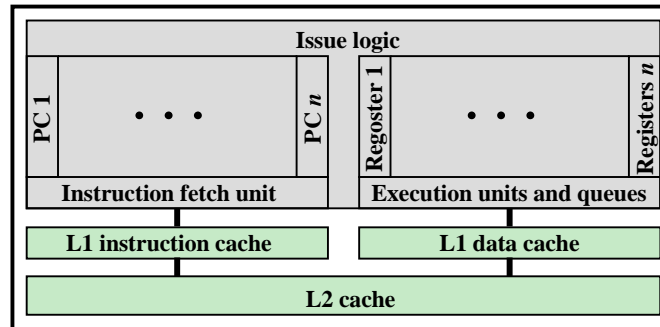 Issue logic
PC 1
• • •
PC n
Regoster 1
• • •
Registers n
Instruction fetch unit
Execution units and queues
L1 instruction cache
L1 data cache
L2 cache